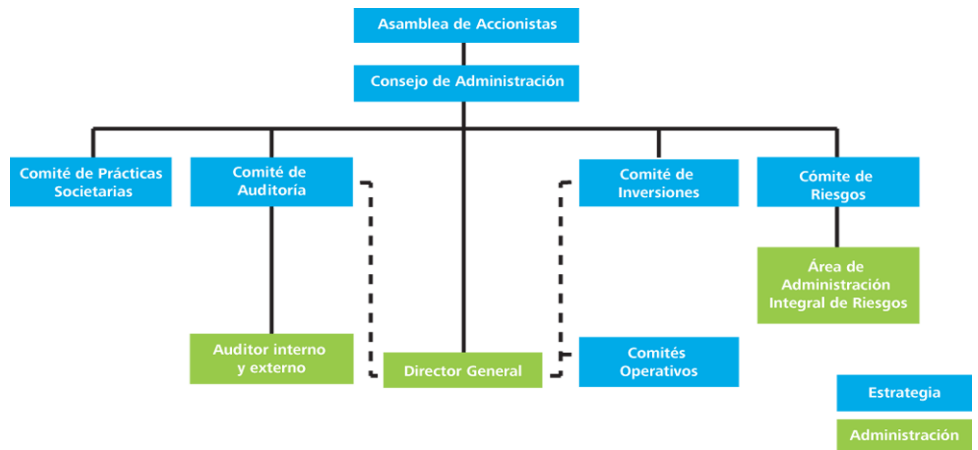 Asamblea de Accionistas
Consejo de Administración
Comité de Prácticas
Societarias
Comité de
Auditoría
Comité de
Inversiones
Cómite de
Riesgos
Área de
Administración
Integral de Riesgos
Auditor interno
y externo
Director General
Comités
Operativos
Estrategia
Administración